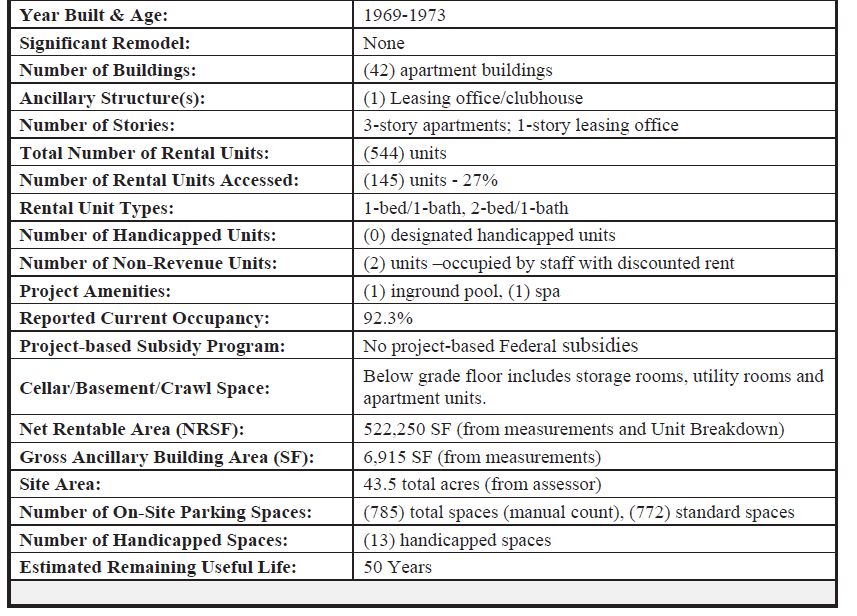 Year Built & Age: 1969-1973
Significant Remodel: None
Number of Buildings: (42) apartment buildings
Ancillary Structure(s): (1) Leasing office/clubhouse
Number of Stories: 3-story apartments; 1-story leasing office
Total Number of Rental Units: (544) units
Number of Rental Units Accessed: (145) units - 27%
Rental Unit Types: 1-bed/1-bath, 2-bed/1-bath
Number of Handicapped Units: (0) designated handicapped units
Number of Non-Revenue Units: (2) units –occupied by staff with discounted rent
Project Amenities: (1) inground pool, (1) spa
Reported Current Occupancy: 92.3%
Project-based Subsidy Program: No project-based Federal subsidies
Cellar/Basement/Crawl Space: Below grade floor includes storage rooms, utility rooms and
apartment units.
Net Rentable Area (NRSF): 522,250 SF (from measurements and Unit Breakdown)
Gross Ancillary Building Area (SF): 6,915 SF (from measurements)
Site Area: 43.5 total acres (from assessor)
Number of On-Site Parking Spaces: (785) total spaces (manual count), (772) standard spaces
Number of Handicapped Spaces: (13) handicapped spaces
Estimated Remaining Useful Life: 50 Years